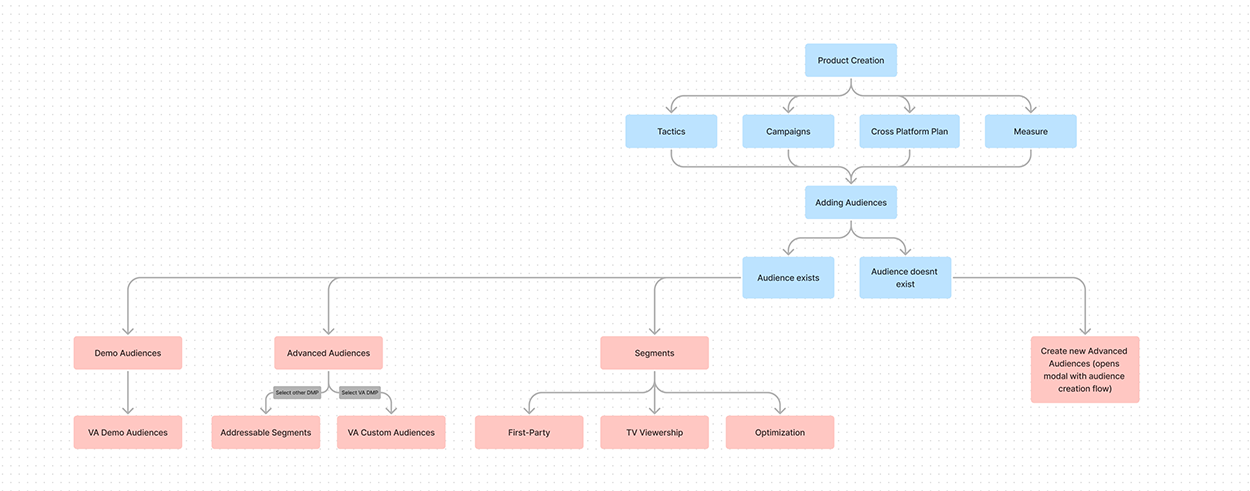 Product Creation
Tactics
Campaigns
Cross Platform Plan
Measure
Adding Audiences
Audience exists
Audience doesnt
exist
Demo Audiences
Advanced Audiences
Segments
Create new Advanced
Audiences (opens
modal with audience
creation flow)
Select other DMP
Select VA DMP
VA Demo Audiences
Addressable Segments
VA Custom Audiences
First-Party
TV Viewership
Optimization